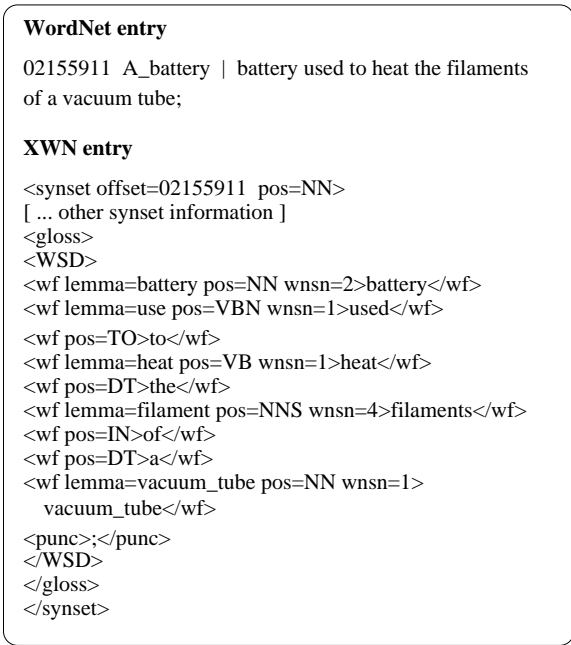 WordNet entry
02155911 A_battery | battery used to heat the filaments
of a vacuum tube;
XWN entry
<synset offset=02155911 pos=NN>
[ ... other synset information ]
<gloss>
<WSD>
<wf lemma=battery pos=NN wnsn=2>battery</wf>
<wf lemma=use pos=VBN wnsn=1>used</wf>
<wf pos=TO>to</wf>
<wf lemma=heat pos=VB wnsn=1>heat</wf>
<wf pos=DT>the</wf>
<wf lemma=filament pos=NNS wnsn=4>filaments</wf>
<wf pos=IN>of</wf>
<wf pos=DT>a</wf>
<wf lemma=vacuum_tube pos=NN wnsn=1>
vacuum_tube</wf>
<punc>;</punc>
</WSD>
</gloss>
</synset>